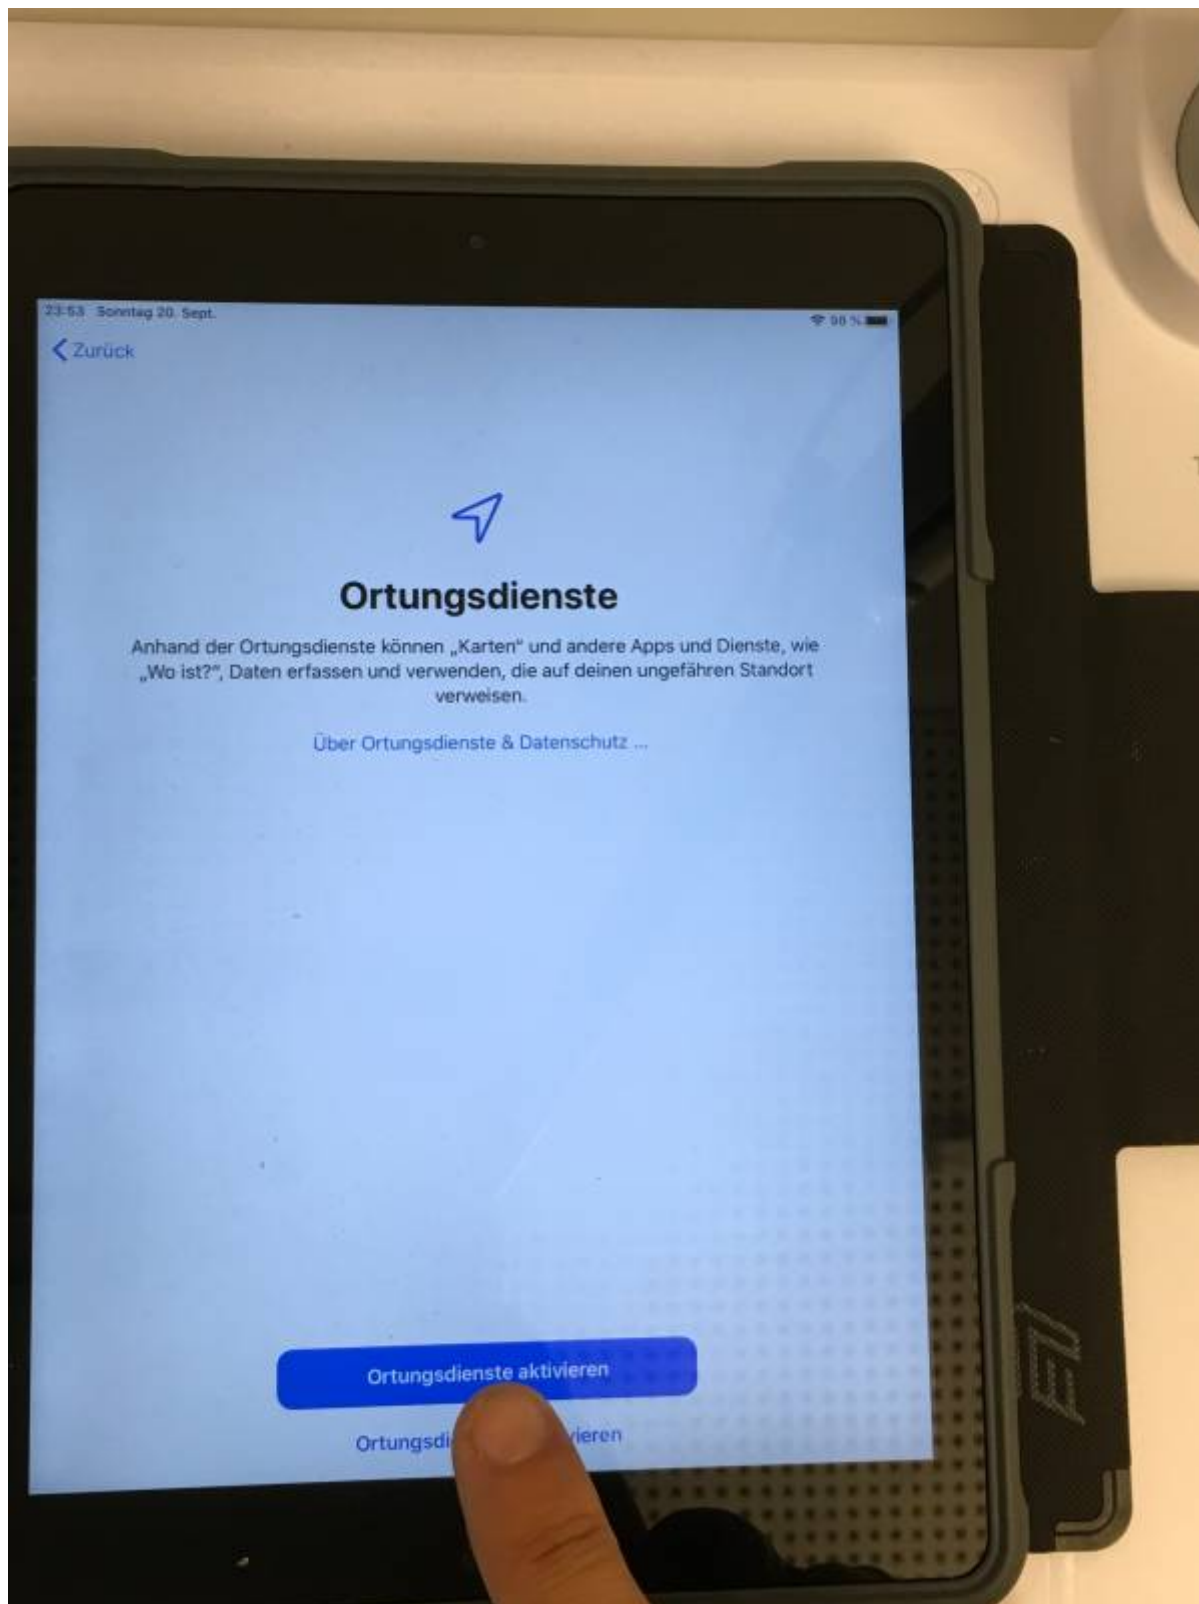 23:53 Sonntag 20. Sept.
98 %
Zurück
Ortungsdienste
Anhand der Ortungsdienste können „Karten“ und andere Apps und Dienste, wie
„Wo ist?“, Daten erfassen und verwenden, die auf deinen ungefähren Standort
verweisen.
Über Ortungsdienste & Datenschutz ...
Ortungsdienste aktivieren